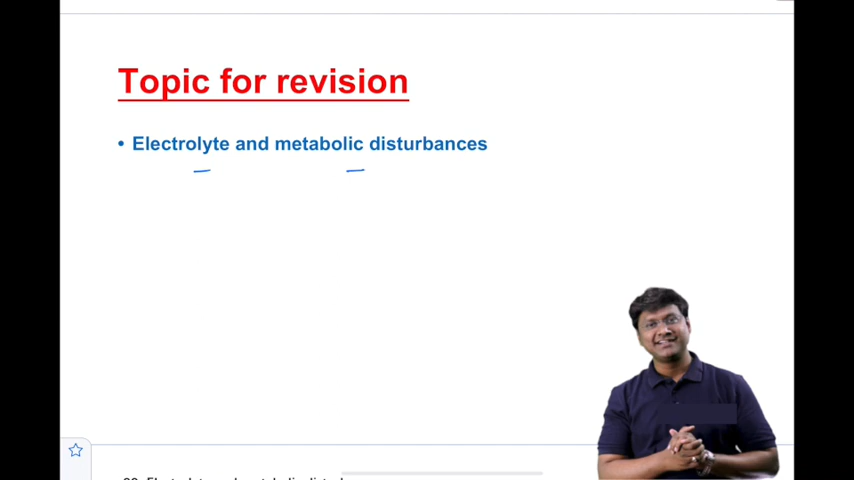 Topic for revision
• Electrolyte and metabolic disturbances